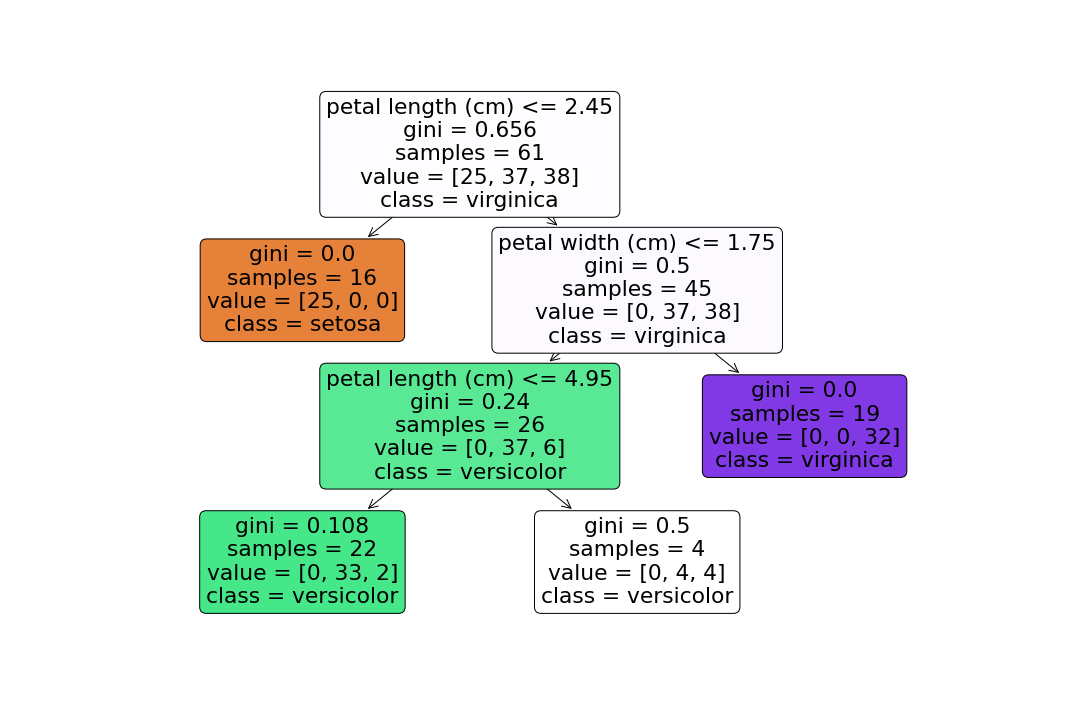 petal length (cm) <= 2.45
gini = 0.656
samples = 61
value = [25, 37, 38]
class = virginica
gini = 0.0
samples = 16
value = [25, 0, 0]
class = setosa
petal width (cm) <= 1.75
gini = 0.5
samples = 45
value = [0, 37, 38]
class = virginica
petal length (cm) <= 4.95
gini = 0.24
samples = 26
value = [0, 37, 6]
class = versicolor
gini = 0.0
samples = 19
value = [0, 0, 32]
class = virginica
gini = 0.108
samples = 22
value = [0, 33, 2]
class = versicolor
gini = 0.5
samples = 4
value = [0, 4, 4]
class = versicolor